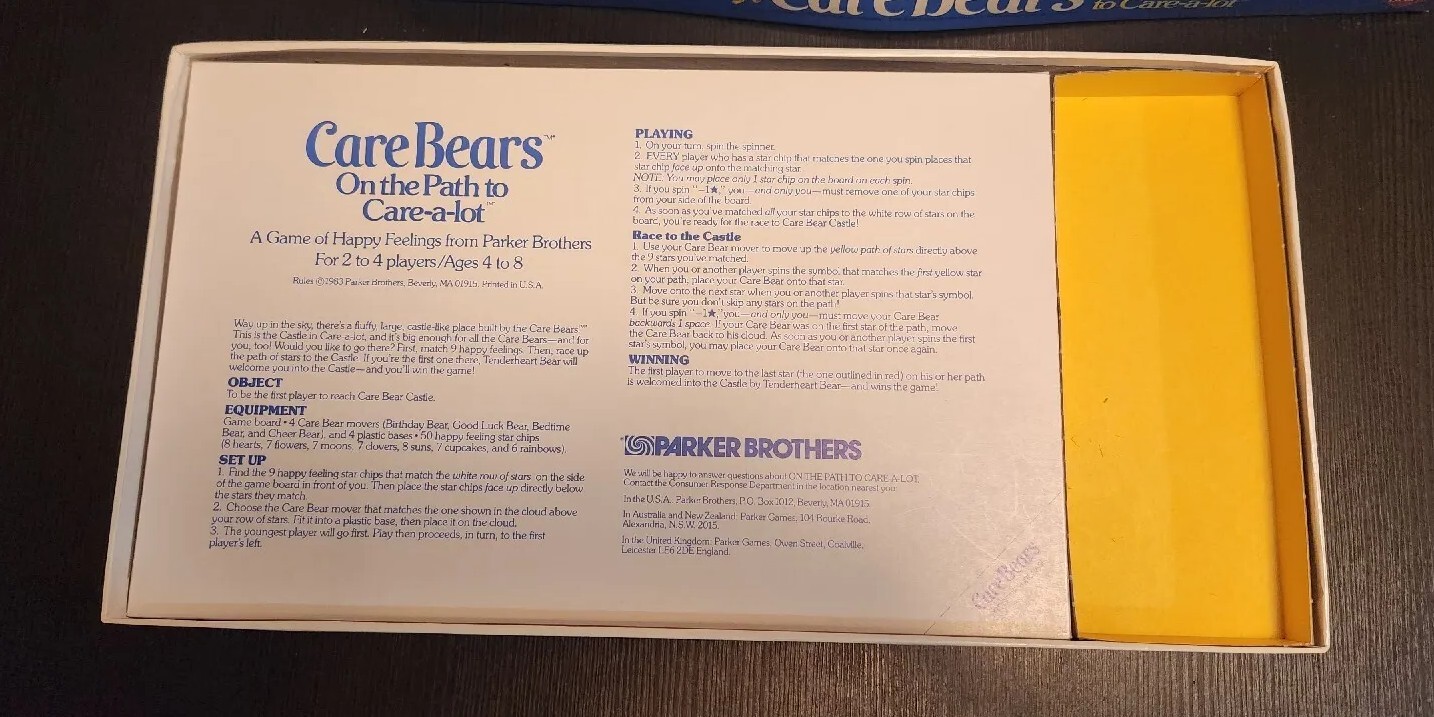 Care Bears
to Care-a-lot
Care Bears™
On the Path to
Care-a-lot™
A Game of Happy Feelings from Parker Brothers
For 2 to 4 players/Ages 4 to 8
Rules ©1983 Parker Brothers, Beverly, MA 01915. Printed in U.S.A.
Way up in the sky, there's a fluffy, large, castle-like place built by the Care Bears™
This is the Castle in Care-a-lot, and it's big enough for all the Care Bears—and for
you, too! Would you like to go there? First, match 9 happy feelings. Then, race up
the path of stars to the Castle. If you're the first one there, Tenderheart Bear will
welcome you into the Castle—and you'll win the game!
OBJECT
To be the first player to reach Care Bear Castle.
EQUIPMENT
Game board • 4 Care Bear movers (Birthday Bear, Good Luck Bear, Bedtime
Bear, and Cheer Bear), and 4 plastic bases • 50 happy feeling star chips
(8 hearts, 7 flowers, 7 moons, 7 clovers, 8 suns, 7 cupcakes, and 6 rainbows).
SET UP
1. Find the 9 happy feeling star chips that match the white row of stars on the side
of the game board in front of you. Then place the star chips face up directly below
the stars they match.
2. Choose the Care Bear mover that matches the one shown in the cloud above
your row of stars. Fit it into a plastic base, then place it on the cloud.
3. The youngest player will go first. Play then proceeds, in turn, to the first
player's left.
PLAYING
1. On your turn, spin the spinner.
2. EVERY player who has a star chip that matches the one you spin places that
star chip face up onto the matching star.
NOTE: You may place only 1 star chip on the board on each spin.
3. If you spin "−1★," you—and only you—must remove one of your star chips
from your side of the board.
4. As soon as you've matched all your star chips to the white row of stars on the
board, you're ready for the race to Care Bear Castle!
Race to the Castle
1. Use your Care Bear mover to move up the yellow path of stars directly above
the 9 stars you've matched.
2. When you or another player spins the symbol that matches the first yellow star
on your path, place your Care Bear onto that star.
3. Move onto the next star when you or another player spins that star's symbol.
But be sure you don't skip any stars on the path!
4. If you spin "−1★," you—and only you—must move your Care Bear
backwards 1 space. If your Care Bear was on the first star of the path, move
the Care Bear back to his cloud. As soon as you or another player spins the first
star's symbol, you may place your Care Bear onto that star once again.
WINNING
The first player to move to the last star (the one outlined in red) on his or her path
is welcomed into the Castle by Tenderheart Bear—and wins the game!
PARKER BROTHERS
We will be happy to answer questions about ON THE PATH TO CARE-A-LOT.
Contact the Consumer Response Department in the location nearest you:
In the U.S.A.: Parker Brothers, P.O. Box 1012, Beverly, MA 01915.
In Australia and New Zealand: Parker Games, 104 Bourke Road,
Alexandria, N.S.W. 2015.
In the United Kingdom: Parker Games, Owen Street, Coalville,
Leicester LE6 2DE England.
Care Bears